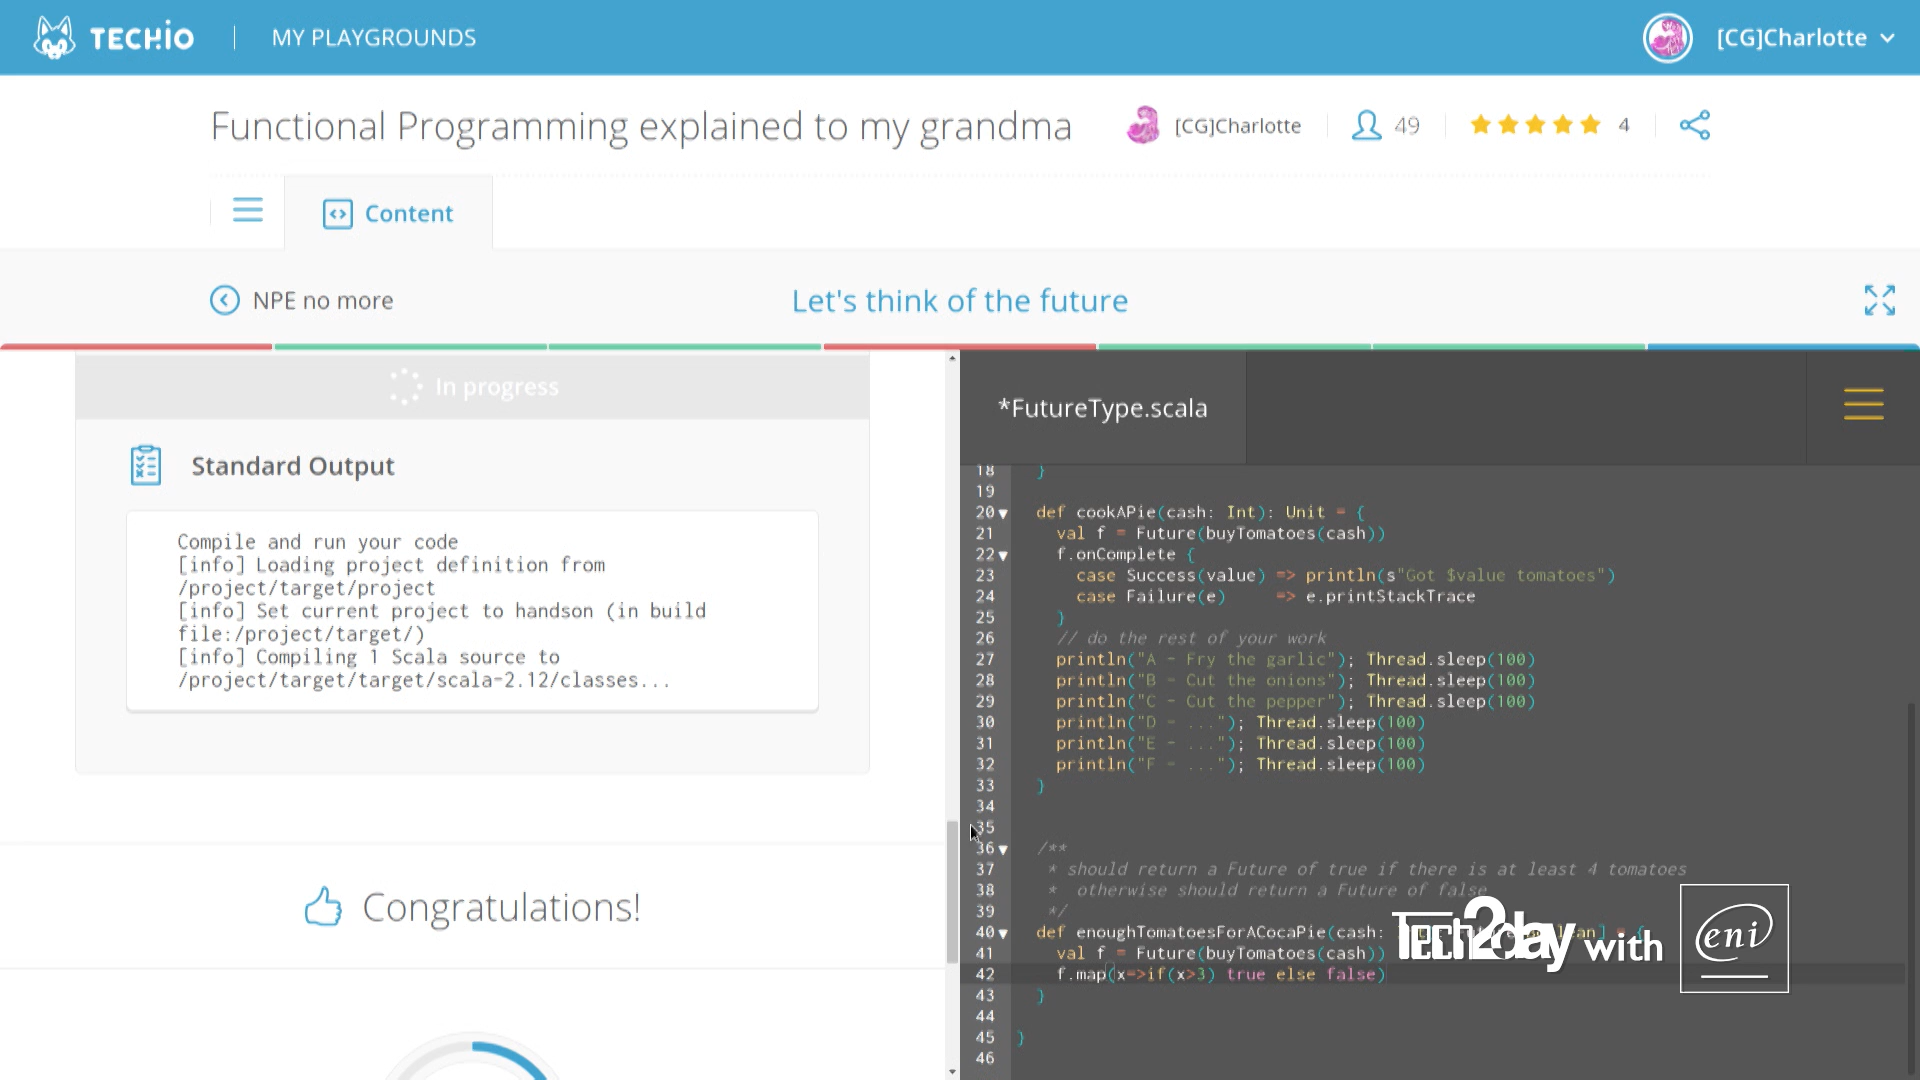 TECH.IO
MY PLAYGROUNDS
[CG]Charlotte
Functional Programming explained to my grandma
[CG]Charlotte
49
4
Content
NPE no more
Let's think of the future
In progress
Standard Output
Compile and run your code
[info] Loading project definition from
/project/target/project
[info] Set current project to handson (in build
file:/project/target/)
[info] Compiling 1 Scala source to
/project/target/target/scala-2.12/classes...
Congratulations!
*FutureType.scala
18 }
19
20 def cookAPie(cash: Int): Unit = {
21 val f = Future(buyTomatoes(cash))
22 f.onComplete {
23 case Success(value) => println(s"Got $value tomatoes")
24 case Failure(e) => e.printStackTrace
25 }
26 // do the rest of your work
27 println("A - Fry the garlic"); Thread.sleep(100)
28 println("B - Cut the onions"); Thread.sleep(100)
29 println("C - Cut the pepper"); Thread.sleep(100)
30 println("D - ..."); Thread.sleep(100)
31 println("E - ..."); Thread.sleep(100)
32 println("F - ..."); Thread.sleep(100)
33 }
34
35
36 /**
37 * should return a Future of true if there is at least 4 tomatoes
38 * otherwise should return a Future of false
39 */
40 def enoughTomatoesForACocaPie(cash:
41 val f = Future(buyTomatoes(cash))
42 f.map(x=>if(x>3) true else false)
43 }
44
45 }
46
Tech2day with
eni